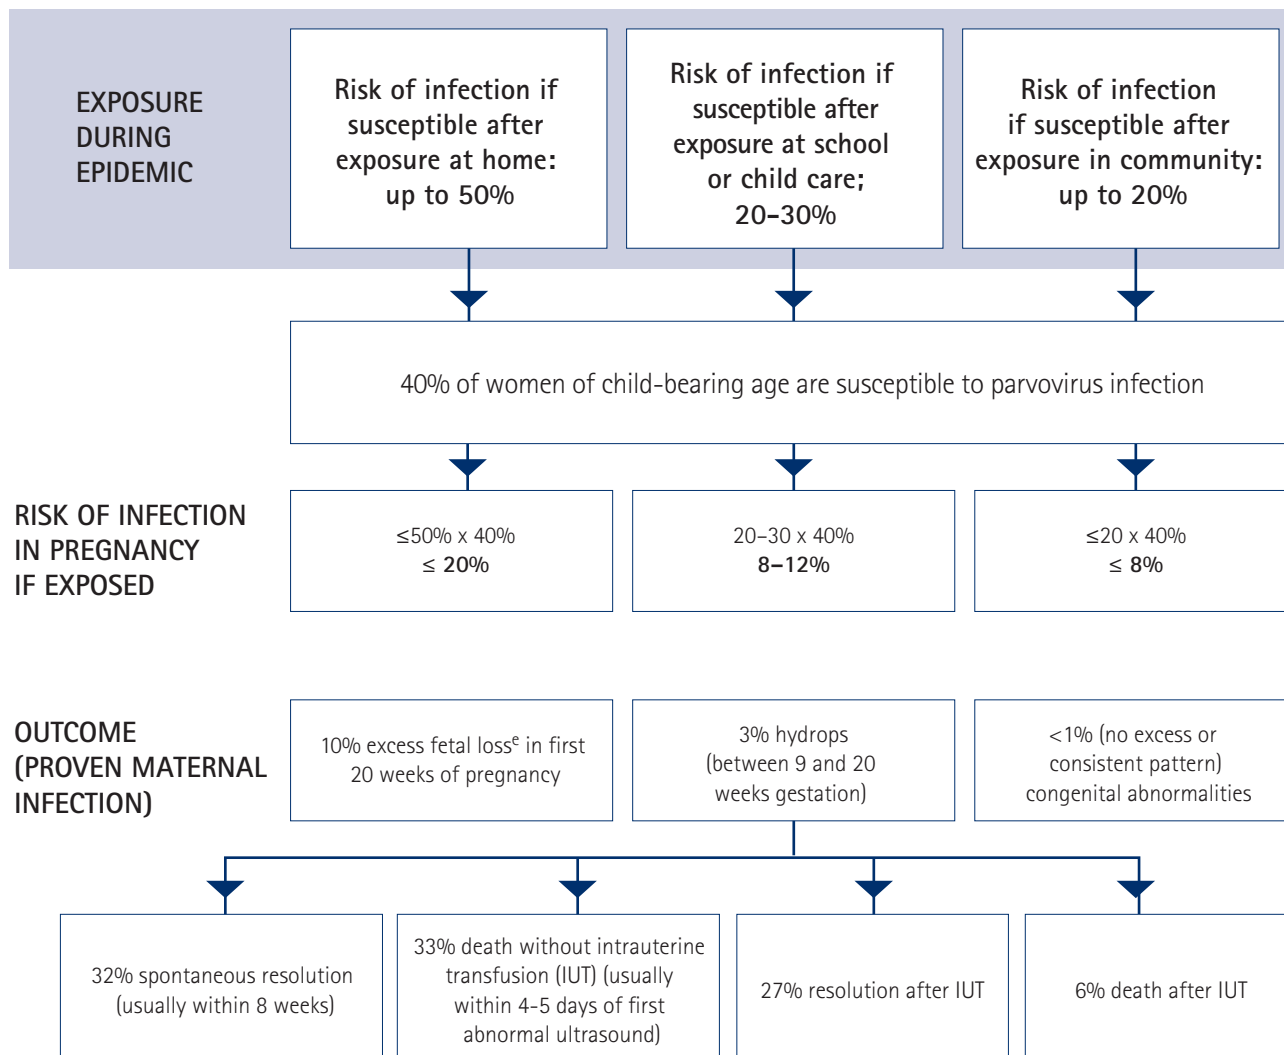 EXPOSURE
DURING
EPIDEMIC
Risk of infection if
susceptible after
exposure at home:
up to 50%
Risk of infection if
susceptible after
exposure at school
or child care;
20–30%
Risk of infection
if susceptible after
exposure in community:
up to 20%
40% of women of child-bearing age are susceptible to parvovirus infection
RISK OF INFECTION
IN PREGNANCY
IF EXPOSED
≤50% x 40%
≤ 20%
20–30 x 40%
8–12%
≤20 x 40%
≤ 8%
OUTCOME
(PROVEN MATERNAL
INFECTION)
10% excess fetal lossᵉ in first
20 weeks of pregnancy
3% hydrops
(between 9 and 20
weeks gestation)
<1% (no excess or
consistent pattern)
congenital abnormalities
32% spontaneous resolution
(usually within 8 weeks)
33% death without intrauterine
transfusion (IUT) (usually
within 4-5 days of first
abnormal ultrasound)
27% resolution after IUT
6% death after IUT